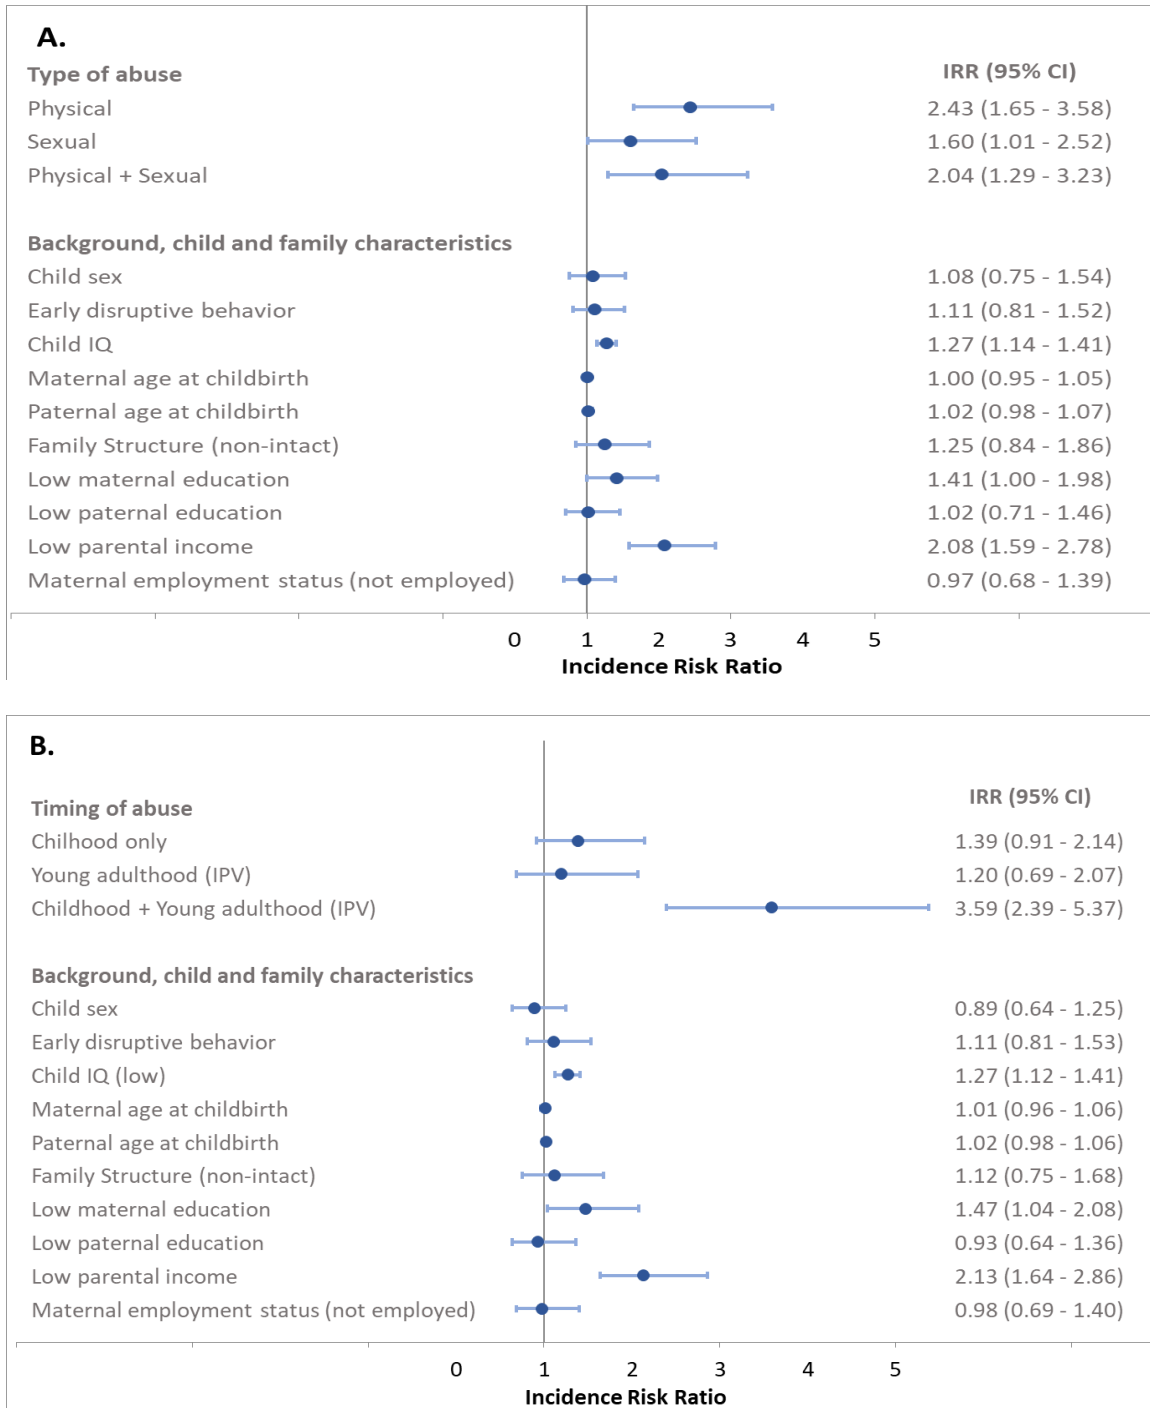 A.
Type of abuse IRR (95% CI)
Physical 2.43 (1.65 - 3.58)
Sexual 1.60 (1.01 - 2.52)
Physical + Sexual 2.04 (1.29 - 3.23)
Background, child and family characteristics
Child sex 1.08 (0.75 - 1.54)
Early disruptive behavior 1.11 (0.81 - 1.52)
Child IQ 1.27 (1.14 - 1.41)
Maternal age at childbirth 1.00 (0.95 - 1.05)
Paternal age at childbirth 1.02 (0.98 - 1.07)
Family Structure (non-intact) 1.25 (0.84 - 1.86)
Low maternal education 1.41 (1.00 - 1.98)
Low paternal education 1.02 (0.71 - 1.46)
Low parental income 2.08 (1.59 - 2.78)
Maternal employment status (not employed) 0.97 (0.68 - 1.39)
0 1 2 3 4 5
Incidence Risk Ratio
B.
Timing of abuse IRR (95% CI)
Chilhood only 1.39 (0.91 - 2.14)
Young adulthood (IPV) 1.20 (0.69 - 2.07)
Childhood + Young adulthood (IPV) 3.59 (2.39 - 5.37)
Background, child and family characteristics
Child sex 0.89 (0.64 - 1.25)
Early disruptive behavior 1.11 (0.81 - 1.53)
Child IQ (low) 1.27 (1.12 - 1.41)
Maternal age at childbirth 1.01 (0.96 - 1.06)
Paternal age at childbirth 1.02 (0.98 - 1.06)
Family Structure (non-intact) 1.12 (0.75 - 1.68)
Low maternal education 1.47 (1.04 - 2.08)
Low paternal education 0.93 (0.64 - 1.36)
Low parental income 2.13 (1.64 - 2.86)
Maternal employment status (not employed) 0.98 (0.69 - 1.40)
0 1 2 3 4 5
Incidence Risk Ratio